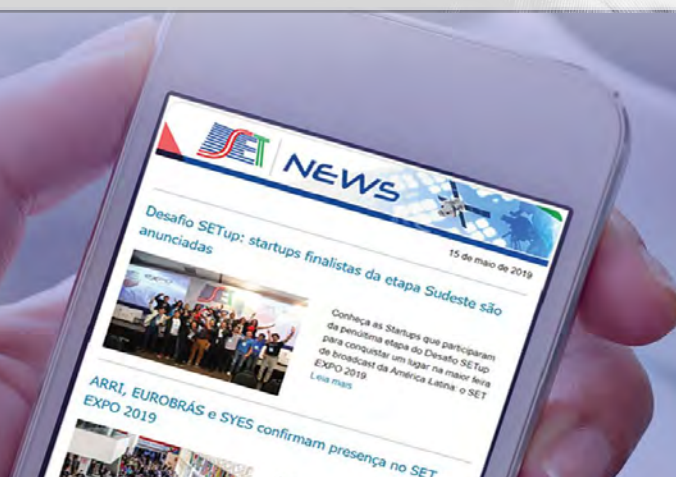 SET NEWS
15 de maio de 2019
Desafio SETup: startups finalistas da etapa Sudeste são
anunciadas
Conheça as Startups que participaram
da penúltima etapa do Desafio SETup
para conquistar um lugar na maior feira
de broadcast da América Latina: o SET
EXPO 2019
Leia mais
ARRI, EUROBRÁS e SYES confirmam presença no SET
EXPO 2019